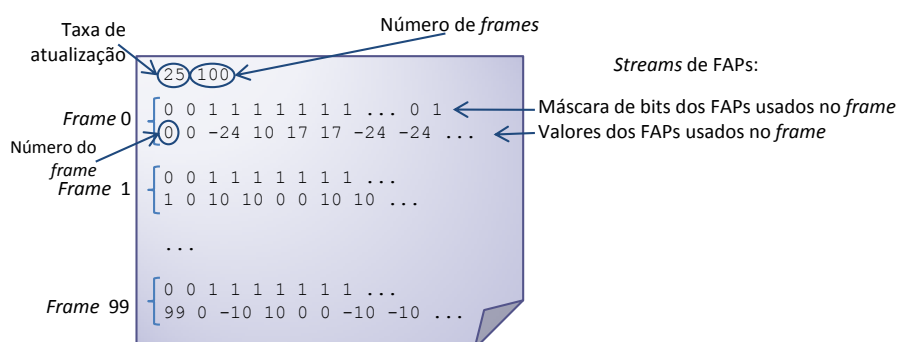 Taxa de
atualização
Número de frames
25 100
Streams de FAPs:
Frame 0
0 0 1 1 1 1 1 1 1 ... 0 1
Máscara de bits dos FAPs usados no frame
0 0 -24 10 17 17 -24 -24 ...
Valores dos FAPs usados no frame
Número do
frame
Frame 1
0 0 1 1 1 1 1 1 1 ...
1 0 10 10 0 0 10 10 ...
...
Frame 99
0 0 1 1 1 1 1 1 1 ...
99 0 -10 10 0 0 -10 -10 ...